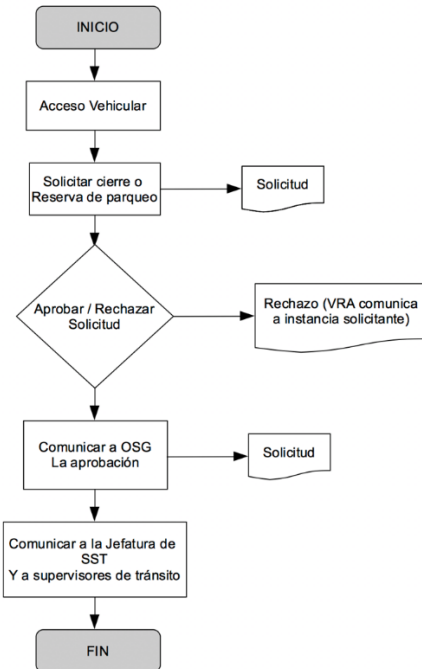 INICIO
Acceso Vehicular
Solicitar cierre o
Reserva de parqueo
Solicitud
Aprobar / Rechazar
Solicitud
Rechazo (VRA comunica
a instancia solicitante)
Comunicar a OSG
La aprobación
Solicitud
Comunicar a la Jefatura de
SST
Y a supervisores de tránsito
FIN